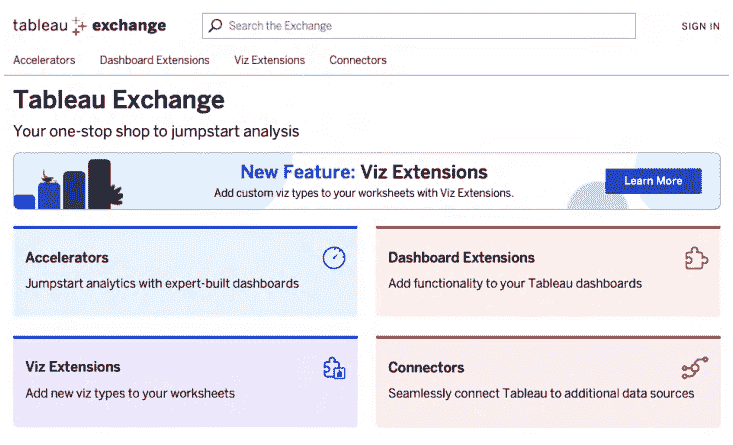 tableau exchange
Search the Exchange
SIGN IN
Accelerators
Dashboard Extensions
Viz Extensions
Connectors
Tableau Exchange
Your one-stop shop to jumpstart analysis
New Feature: Viz Extensions
Add custom viz types to your worksheets with Viz Extensions.
Learn More
Accelerators
Jumpstart analytics with expert-built dashboards
Dashboard Extensions
Add functionality to your Tableau dashboards
Viz Extensions
Add new viz types to your worksheets
Connectors
Seamlessly connect Tableau to additional data sources